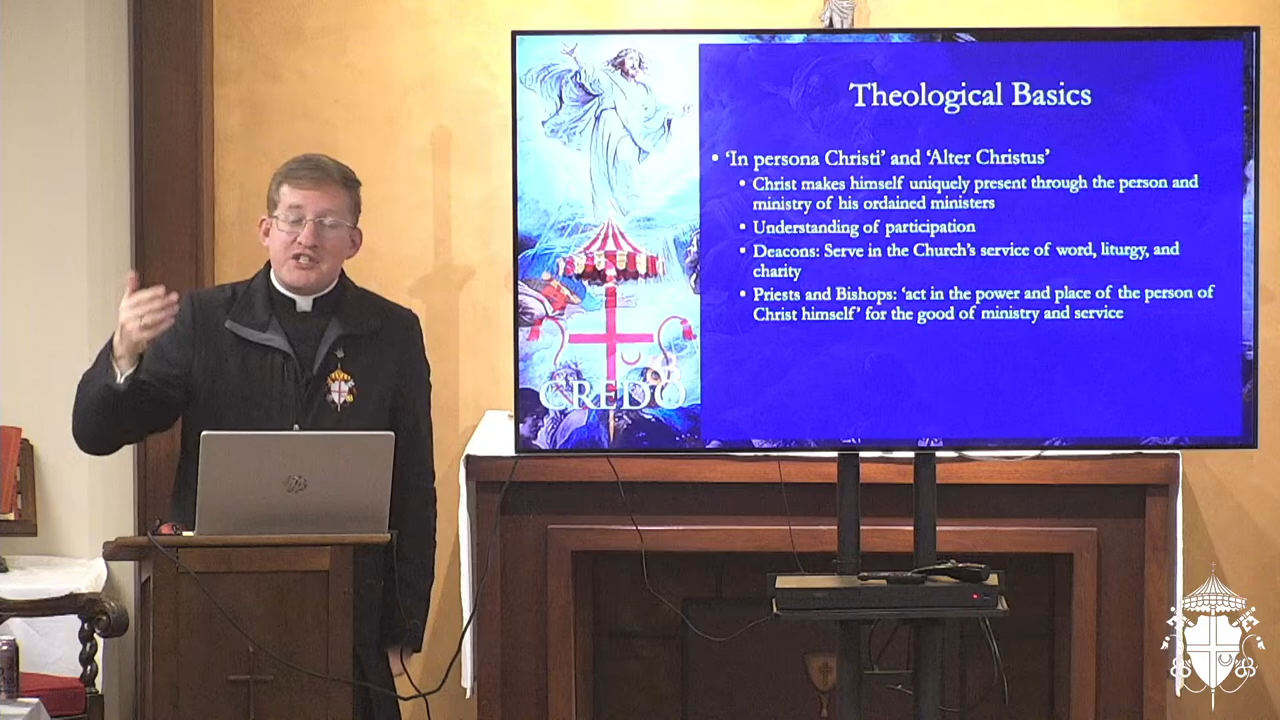 Theological Basics
• 'In persona Christi' and 'Alter Christus'
• Christ makes himself uniquely present through the person and
ministry of his ordained ministers
• Understanding of participation
• Deacons: Serve in the Church's service of word, liturgy, and
charity
• Priests and Bishops: 'act in the power and place of the person of
Christ himself' for the good of ministry and service
CREDO
hp